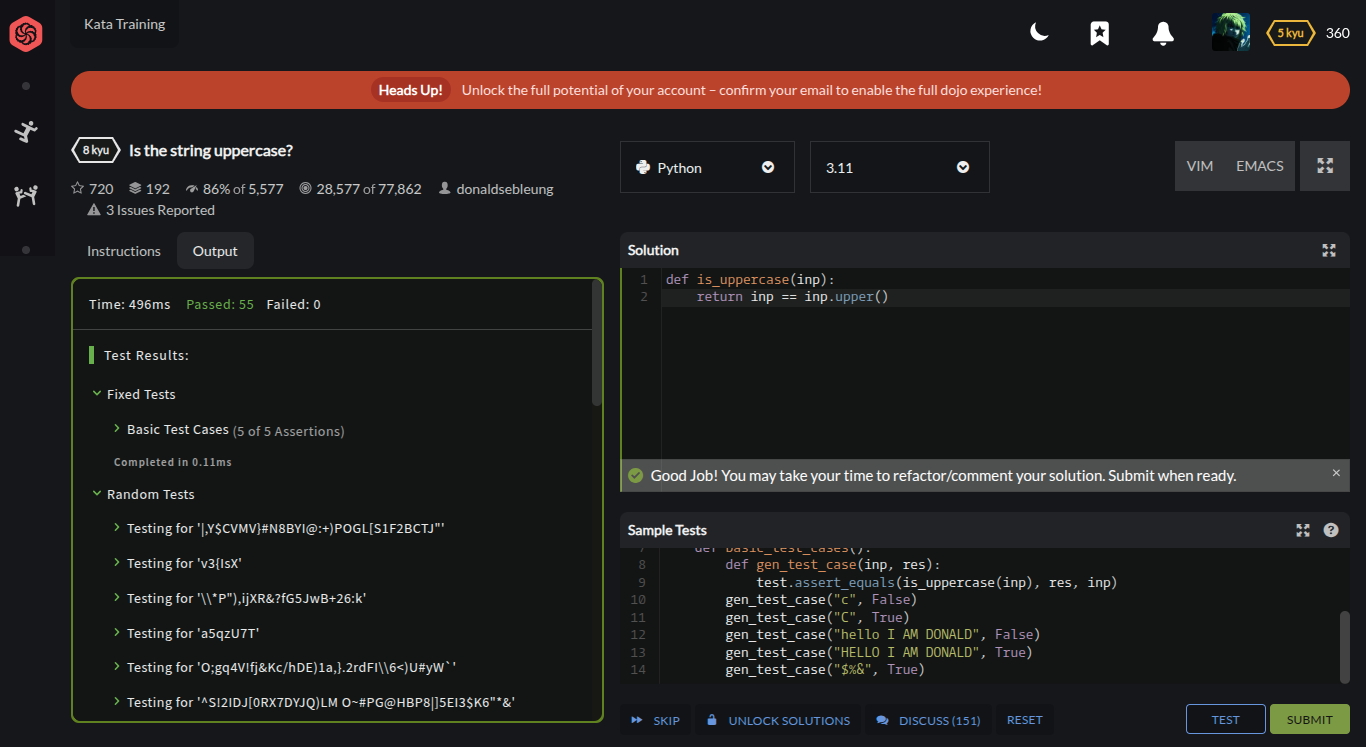 Kata Training
5 kyu 360
Heads Up! Unlock the full potential of your account – confirm your email to enable the full dojo experience!
8 kyu Is the string uppercase?
720 192 86% of 5,577 28,577 of 77,862 donaldsebleung
3 Issues Reported
Python 3.11 VIM EMACS
Instructions Output
Time: 496ms Passed: 55 Failed: 0
Test Results:
Fixed Tests
Basic Test Cases (5 of 5 Assertions)
Completed in 0.11ms
Random Tests
Testing for '|,Y$CVMV}#N8BYI@:+)POGL[S1F2BCTJ"'
Testing for 'v3{IsX'
Testing for '\\*P"),ijXR&?fG5JwB+26:k'
Testing for 'a5qzU7T'
Testing for 'O;gq4V!fj&Kc/hDE)1a,}.2rdFI\\6<)U#yW`'
Testing for '^S!2IDJ[0RX7DYJQ)LM O~#PG@HBP8|]5EI3$K6"*&'
Solution
1 def is_uppercase(inp):
2 return inp == inp.upper()
Good Job! You may take your time to refactor/comment your solution. Submit when ready. ×
Sample Tests
7 def basic_test_cases():
8 def gen_test_case(inp, res):
9 test.assert_equals(is_uppercase(inp), res, inp)
10 gen_test_case("c", False)
11 gen_test_case("C", True)
12 gen_test_case("hello I AM DONALD", False)
13 gen_test_case("HELLO I AM DONALD", True)
14 gen_test_case("$%&", True)
SKIP UNLOCK SOLUTIONS DISCUSS (151) RESET TEST SUBMIT